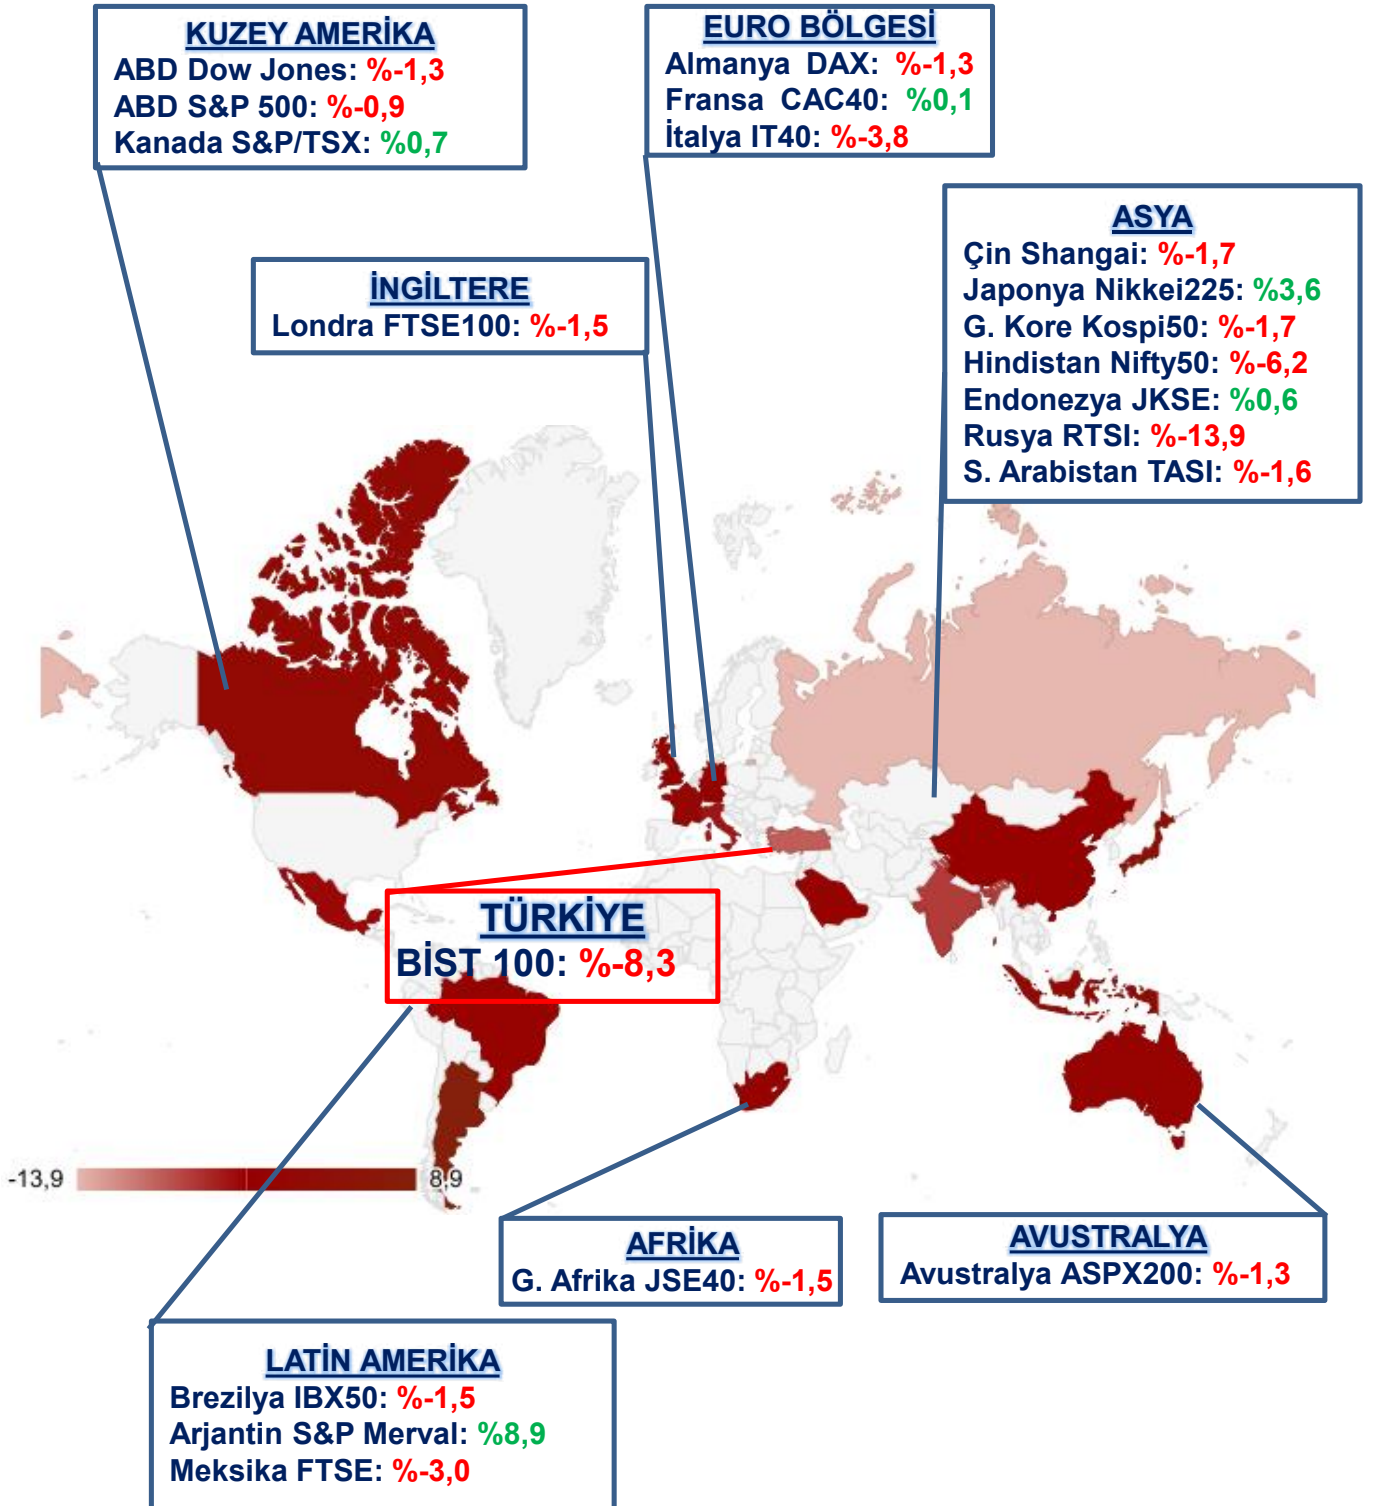 KUZEY AMERİKA
ABD Dow Jones: %-1,3
ABD S&P 500: %-0,9
Kanada S&P/TSX: %0,7
EURO BÖLGESİ
Almanya DAX: %-1,3
Fransa CAC40: %0,1
İtalya IT40: %-3,8
ASYA
Çin Shangai: %-1,7
Japonya Nikkei225: %3,6
G. Kore Kospi50: %-1,7
Hindistan Nifty50: %-6,2
Endonezya JKSE: %0,6
Rusya RTSI: %-13,9
S. Arabistan TASI: %-1,6
İNGİLTERE
Londra FTSE100: %-1,5
TÜRKİYE
BİST 100: %-8,3
-13,9
8,9
AFRİKA
G. Afrika JSE40: %-1,5
AVUSTRALYA
Avustralya ASPX200: %-1,3
LATİN AMERİKA
Brezilya IBX50: %-1,5
Arjantin S&P Merval: %8,9
Meksika FTSE: %-3,0